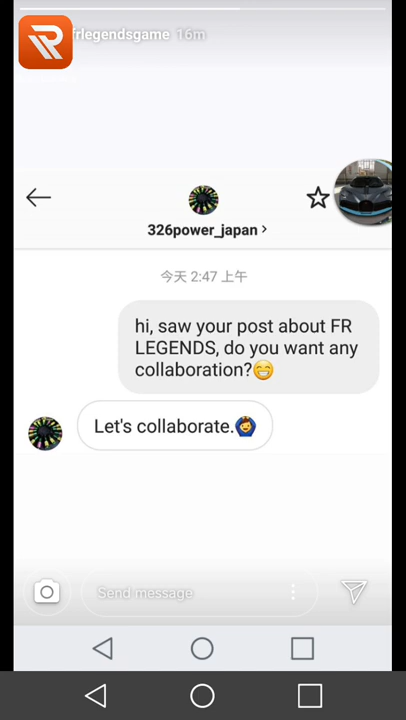 frlegendsgame 16m
326power_japan >
今天 2:47 上午
hi, saw your post about FR
LEGENDS, do you want any
collaboration?😁
Let's collaborate.🙆
Send message